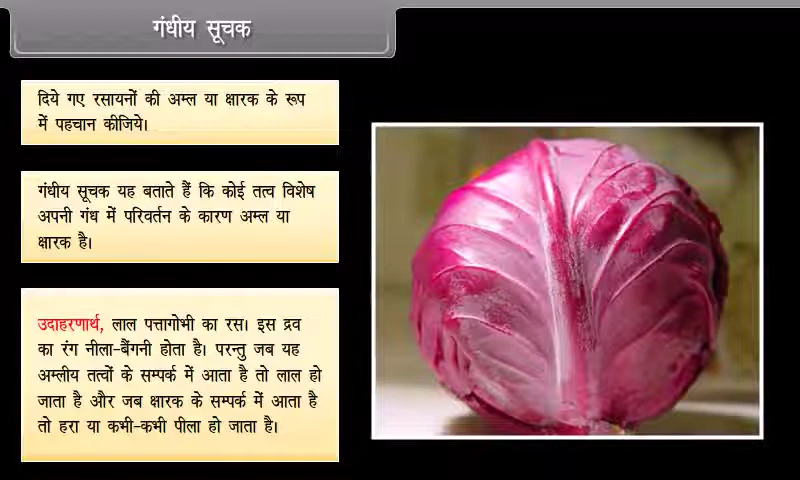 गंधीय सूचक
दिये गए रसायनों की अम्ल या क्षारक के रूप
में पहचान कीजिये।
गंधीय सूचक यह बताते हैं कि कोई तत्व विशेष
अपनी गंध में परिवर्तन के कारण अम्ल या
क्षारक है।
उदाहरणार्थ, लाल पत्तागोभी का रस। इस द्रव
का रंग नीला-बैंगनी होता है। परन्तु जब यह
अम्लीय तत्वों के सम्पर्क में आता है तो लाल हो
जाता है और जब क्षारक के सम्पर्क में आता है
तो हरा या कभी-कभी पीला हो जाता है।